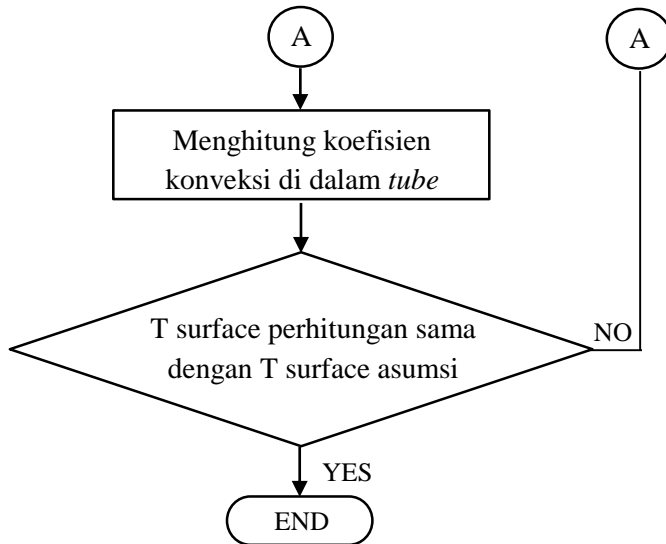 A
A
Menghitung koefisien
konveksi di dalam tube
T surface perhitungan sama
dengan T surface asumsi
NO
YES
END